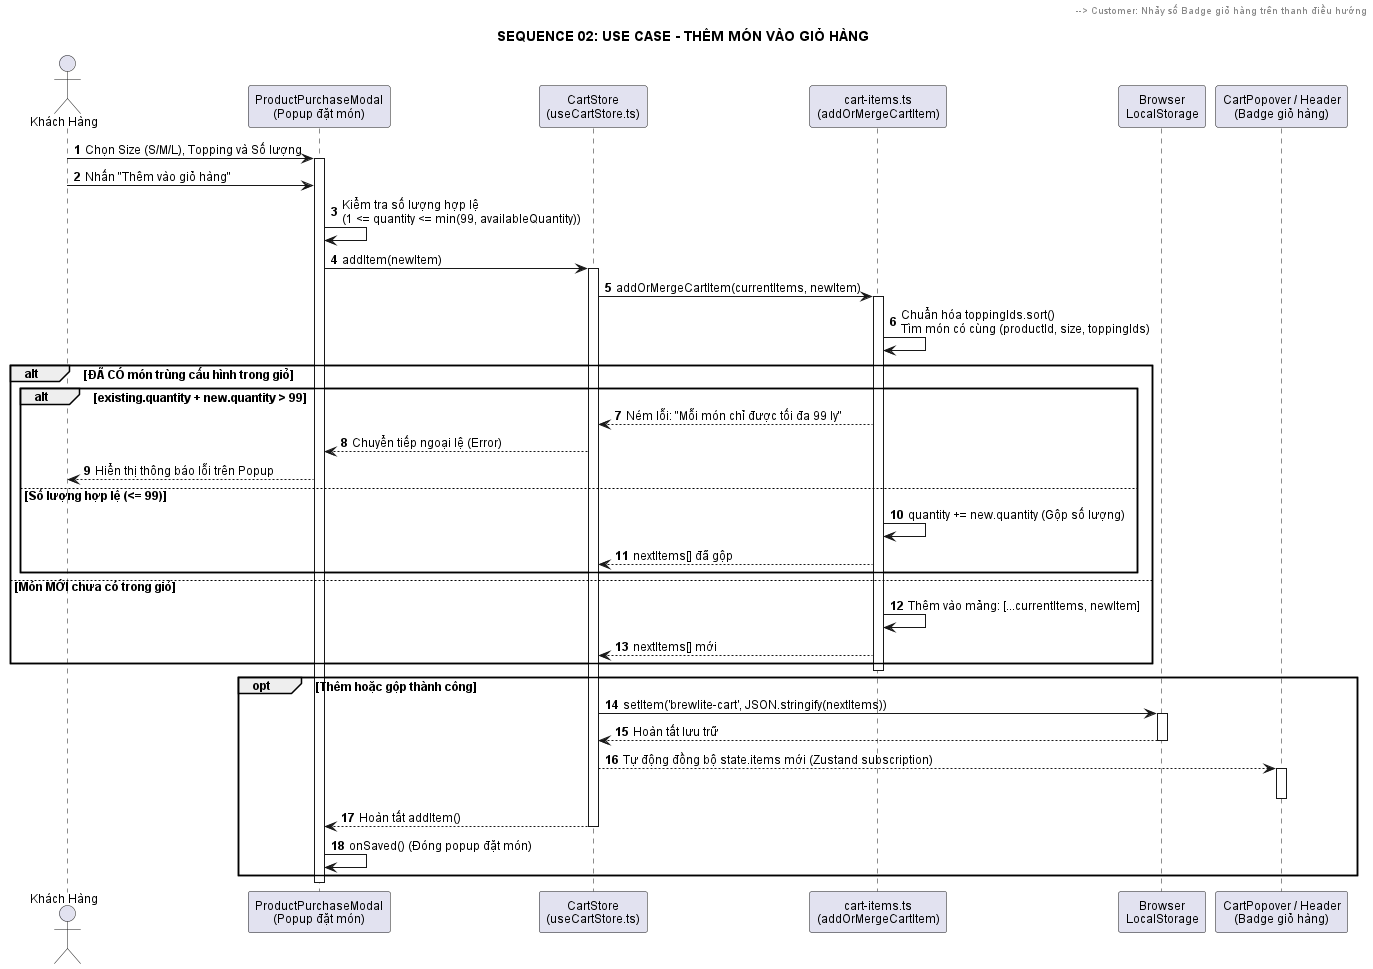 --> Customer: Nhảy số Badge giỏ hàng trên thanh điều hướng
SEQUENCE 02: USE CASE - THÊM MÓN VÀO GIỎ HÀNG
Khách Hàng
ProductPurchaseModal
(Popup đặt món)
CartStore
(useCartStore.ts)
cart-items.ts
(addOrMergeCartItem)
Browser
LocalStorage
CartPopover / Header
(Badge giỏ hàng)
1 Chọn Size (S/M/L), Topping và Số lượng
2 Nhấn "Thêm vào giỏ hàng"
3 Kiểm tra số lượng hợp lệ
(1 <= quantity <= min(99, availableQuantity))
4 addItem(newItem)
5 addOrMergeCartItem(currentItems, newItem)
6 Chuẩn hóa toppingIds.sort()
Tìm món có cùng (productId, size, toppingIds)
alt [ĐÃ CÓ món trùng cấu hình trong giỏ]
alt [existing.quantity + new.quantity > 99]
7 Ném lỗi: "Mỗi món chỉ được tối đa 99 ly"
8 Chuyển tiếp ngoại lệ (Error)
9 Hiển thị thông báo lỗi trên Popup
[Số lượng hợp lệ (<= 99)]
10 quantity += new.quantity (Gộp số lượng)
11 nextItems[] đã gộp
[Món MỚI chưa có trong giỏ]
12 Thêm vào mảng: [...currentItems, newItem]
13 nextItems[] mới
opt [Thêm hoặc gộp thành công]
14 setItem('brewlite-cart', JSON.stringify(nextItems))
15 Hoàn tất lưu trữ
16 Tự động đồng bộ state.items mới (Zustand subscription)
17 Hoàn tất addItem()
18 onSaved() (Đóng popup đặt món)
Khách Hàng
ProductPurchaseModal
(Popup đặt món)
CartStore
(useCartStore.ts)
cart-items.ts
(addOrMergeCartItem)
Browser
LocalStorage
CartPopover / Header
(Badge giỏ hàng)